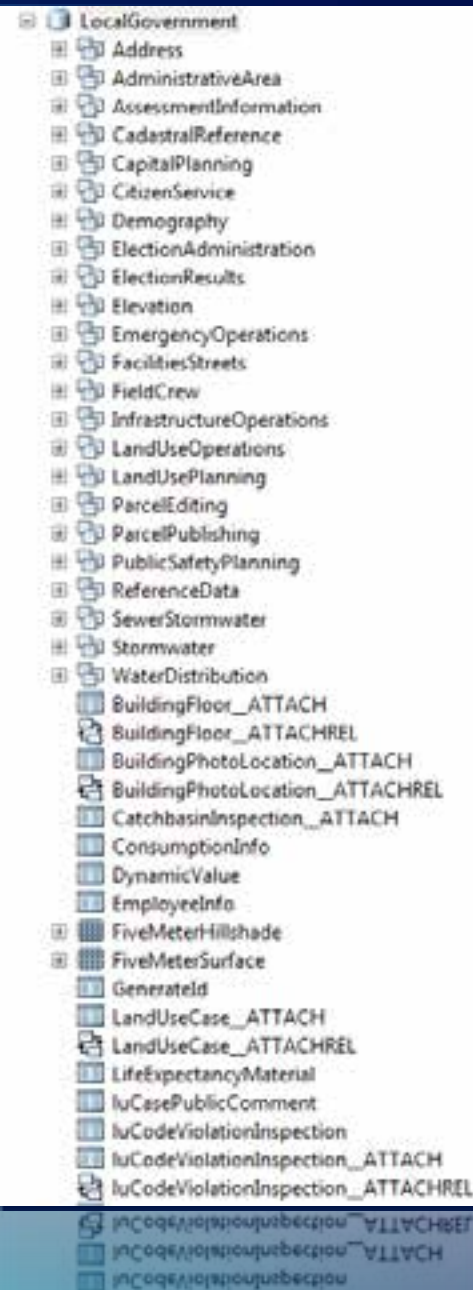 LocalGovernment
Address
AdministrativeArea
AssessmentInformation
CadastralReference
CapitalPlanning
CitizenService
Demography
ElectionAdministration
ElectionResults
Elevation
EmergencyOperations
FacilitiesStreets
FieldCrew
InfrastructureOperations
LandUseOperations
LandUsePlanning
ParcelEditing
ParcelPublishing
PublicSafetyPlanning
ReferenceData
SewerStormwater
Stormwater
WaterDistribution
BuildingFloor__ATTACH
BuildingFloor__ATTACHREL
BuildingPhotoLocation__ATTACH
BuildingPhotoLocation__ATTACHREL
CatchbasinInspection__ATTACH
ConsumptionInfo
DynamicValue
EmployeeInfo
FiveMeterHillshade
FiveMeterSurface
GenerateId
LandUseCase__ATTACH
LandUseCase__ATTACHREL
LifeExpectancyMaterial
luCasePublicComment
luCodeViolationInspection
luCodeViolationInspection__ATTACH
luCodeViolationInspection__ATTACHREL